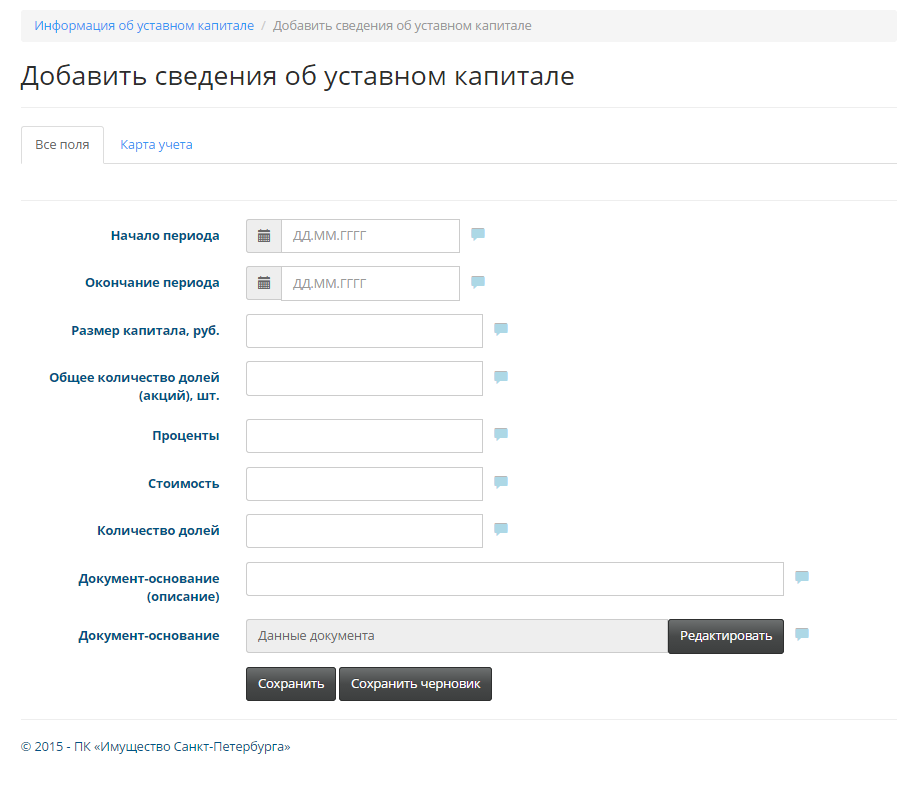 Информация об уставном капитале / Добавить сведения об уставном капитале
Добавить сведения об уставном капитале
Все поля Карта учета
Начало периода ДД.ММ.ГГГГ
Окончание периода ДД.ММ.ГГГГ
Размер капитала, руб.
Общее количество долей
(акций), шт.
Проценты
Стоимость
Количество долей
Документ-основание
(описание)
Документ-основание Данные документа Редактировать
Сохранить Сохранить черновик
© 2015 - ПК «Имущество Санкт-Петербурга»